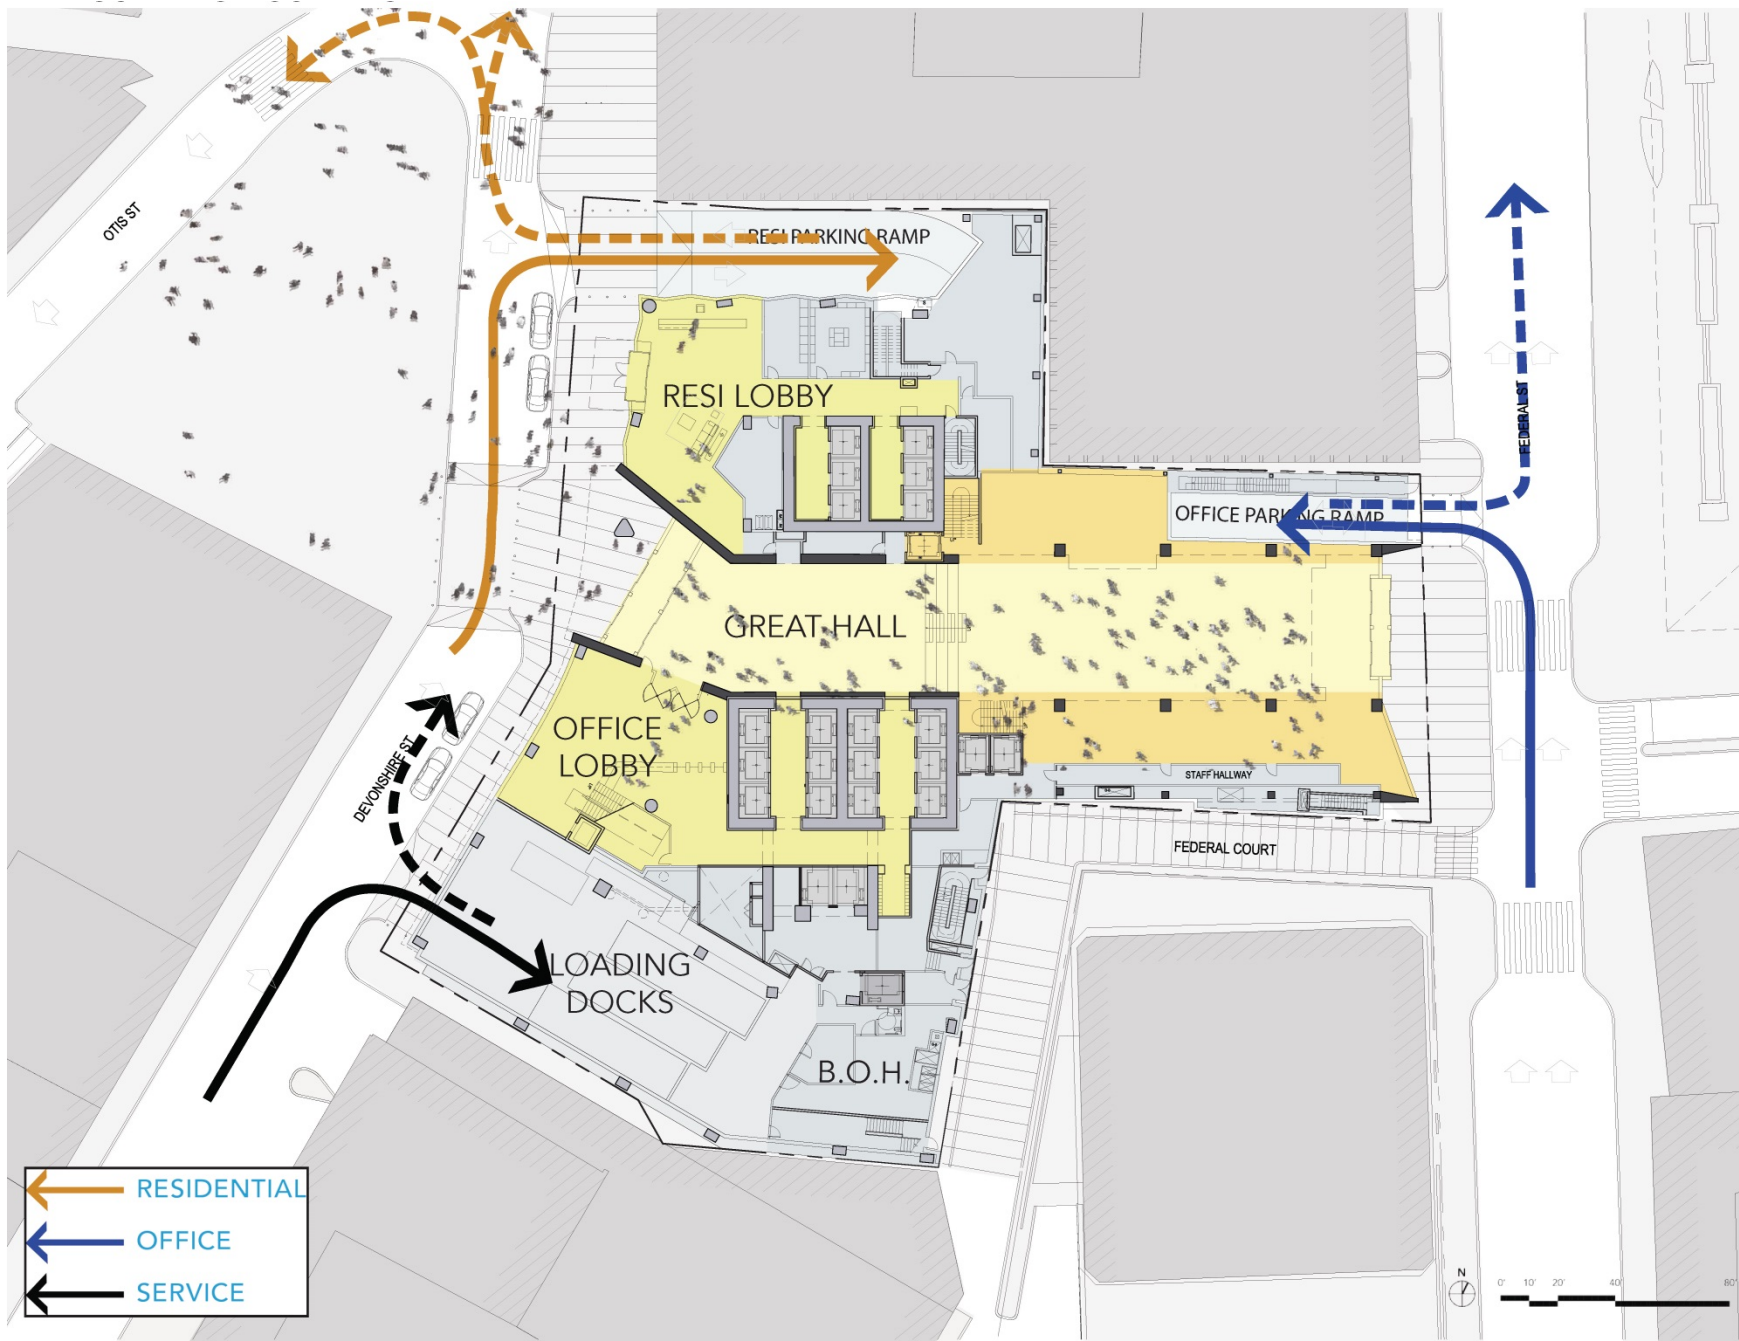 OTIS ST
RESI PARKING RAMP
RESI LOBBY
FEDERAL ST
OFFICE PARKING RAMP
GREAT HALL
OFFICE
LOBBY
DEVONSHIRE ST
STAFF HALLWAY
FEDERAL COURT
LOADING
DOCKS
B.O.H.
RESIDENTIAL
OFFICE
SERVICE
N
0' 10' 20' 40' 80'